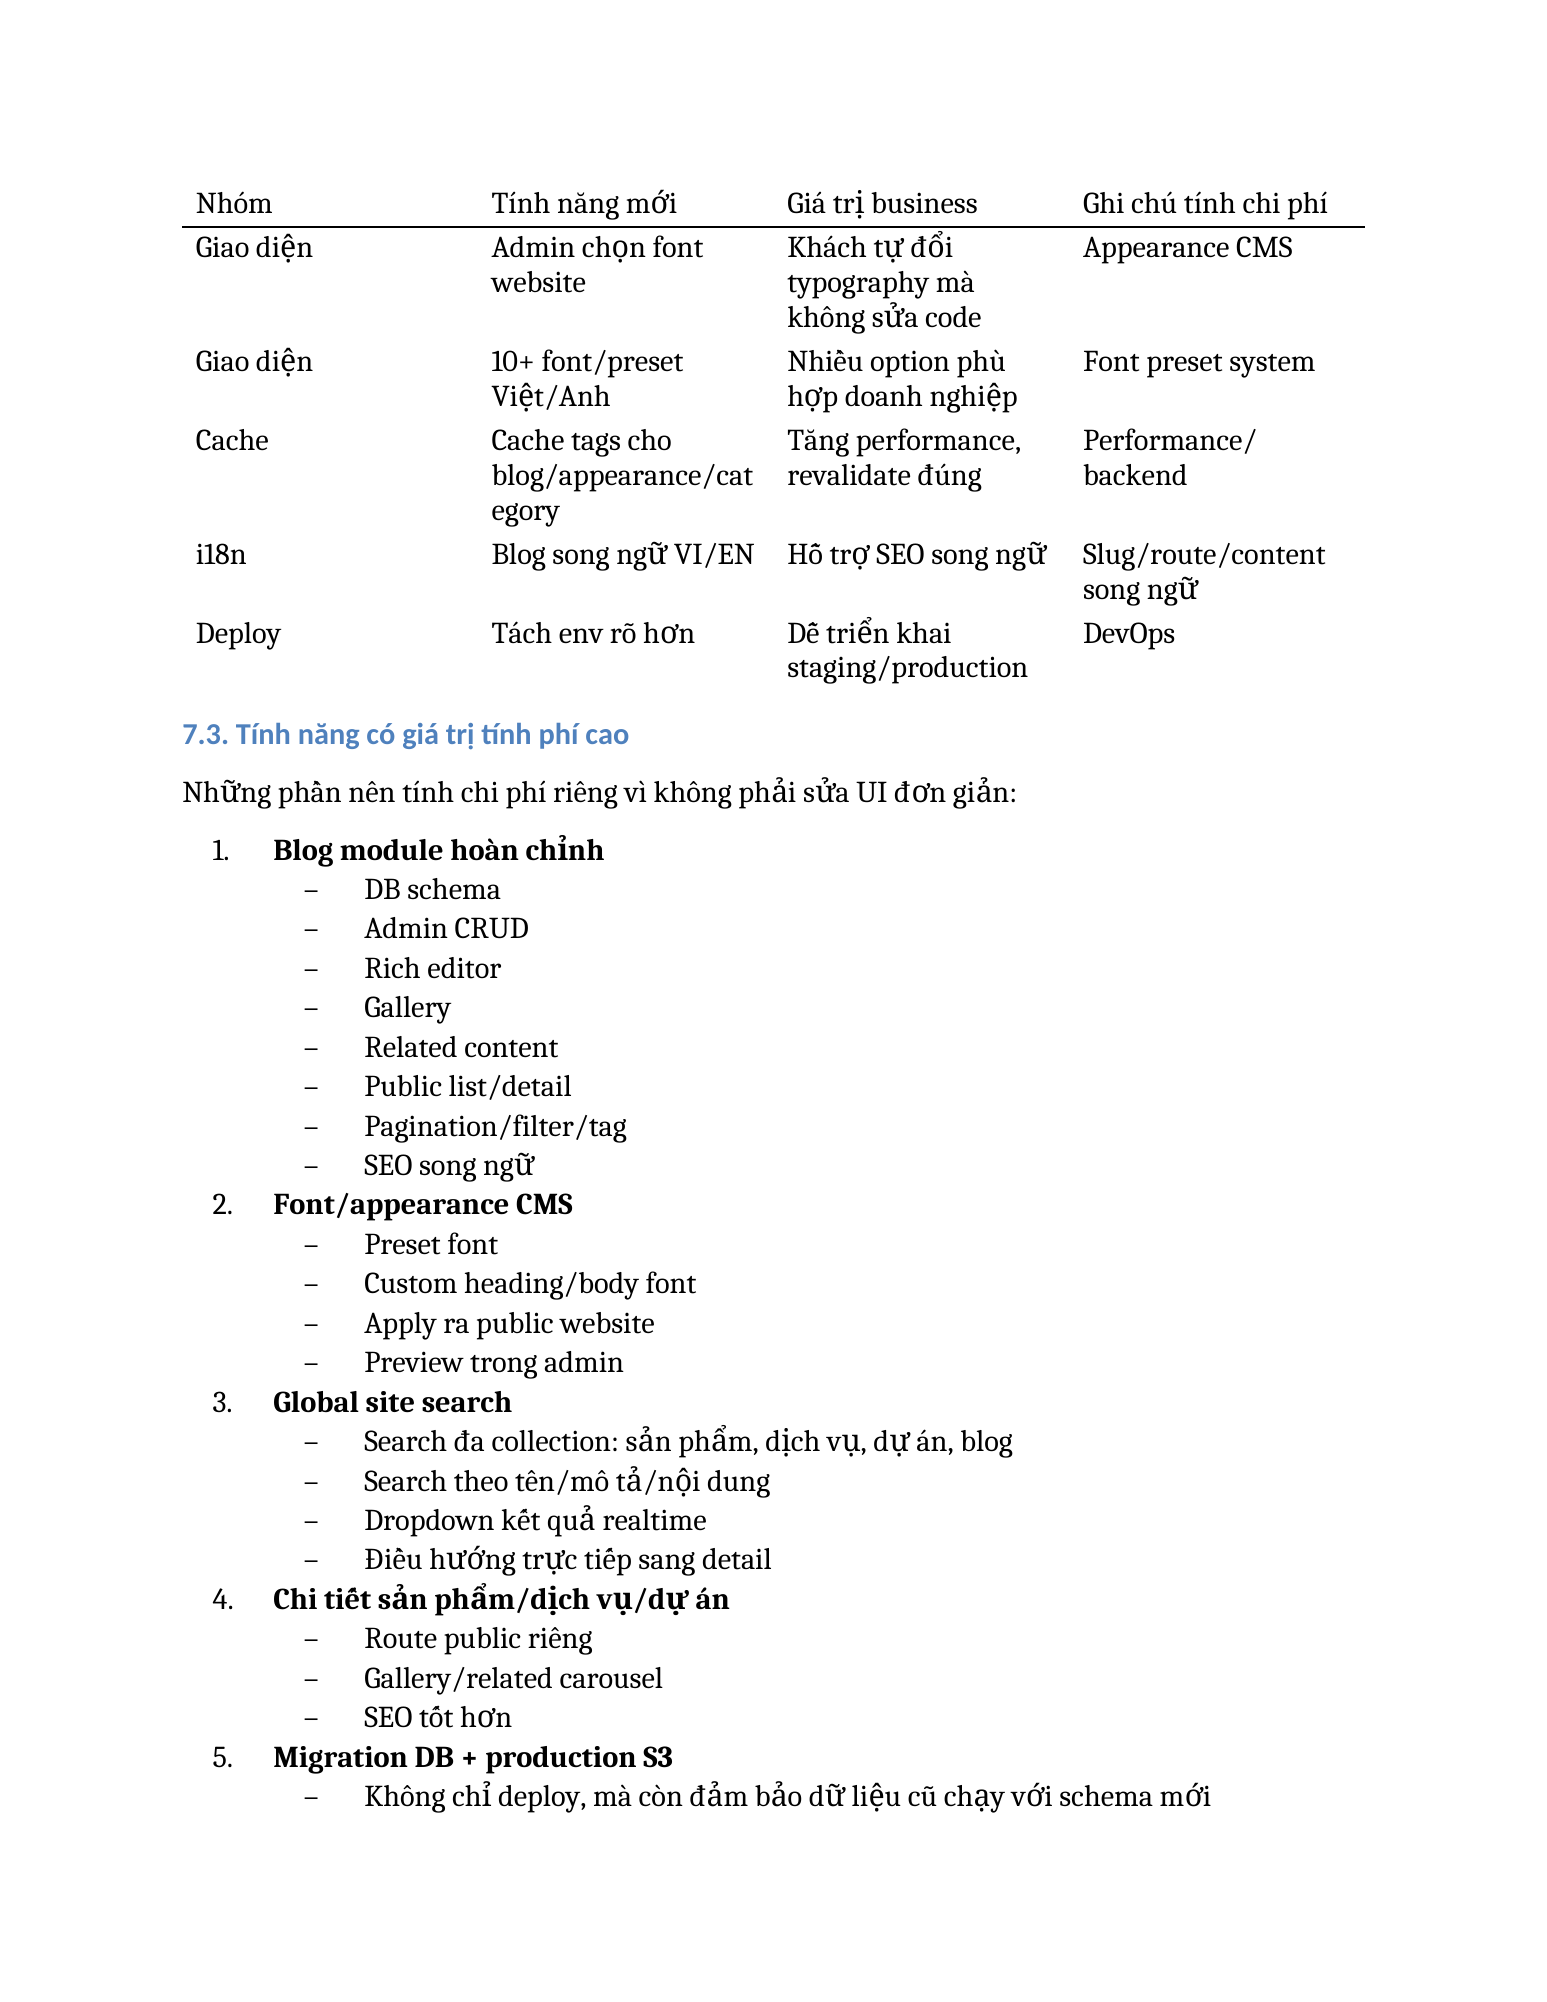 Nhóm Tính năng mới Giá trị business Ghi chú tính chi phí
Giao diện Admin chọn font website Khách tự đổi typography mà không sửa code Appearance CMS
Giao diện 10+ font/preset Việt/Anh Nhiều option phù hợp doanh nghiệp Font preset system
Cache Cache tags cho blog/appearance/category Tăng performance, revalidate đúng Performance/backend
i18n Blog song ngữ VI/EN Hỗ trợ SEO song ngữ Slug/route/content song ngữ
Deploy Tách env rõ hơn Dễ triển khai staging/production DevOps
7.3. Tính năng có giá trị tính phí cao
Những phần nên tính chi phí riêng vì không phải sửa UI đơn giản:
1. Blog module hoàn chỉnh
– DB schema
– Admin CRUD
– Rich editor
– Gallery
– Related content
– Public list/detail
– Pagination/filter/tag
– SEO song ngữ
2. Font/appearance CMS
– Preset font
– Custom heading/body font
– Apply ra public website
– Preview trong admin
3. Global site search
– Search đa collection: sản phẩm, dịch vụ, dự án, blog
– Search theo tên/mô tả/nội dung
– Dropdown kết quả realtime
– Điều hướng trực tiếp sang detail
4. Chi tiết sản phẩm/dịch vụ/dự án
– Route public riêng
– Gallery/related carousel
– SEO tốt hơn
5. Migration DB + production S3
– Không chỉ deploy, mà còn đảm bảo dữ liệu cũ chạy với schema mới